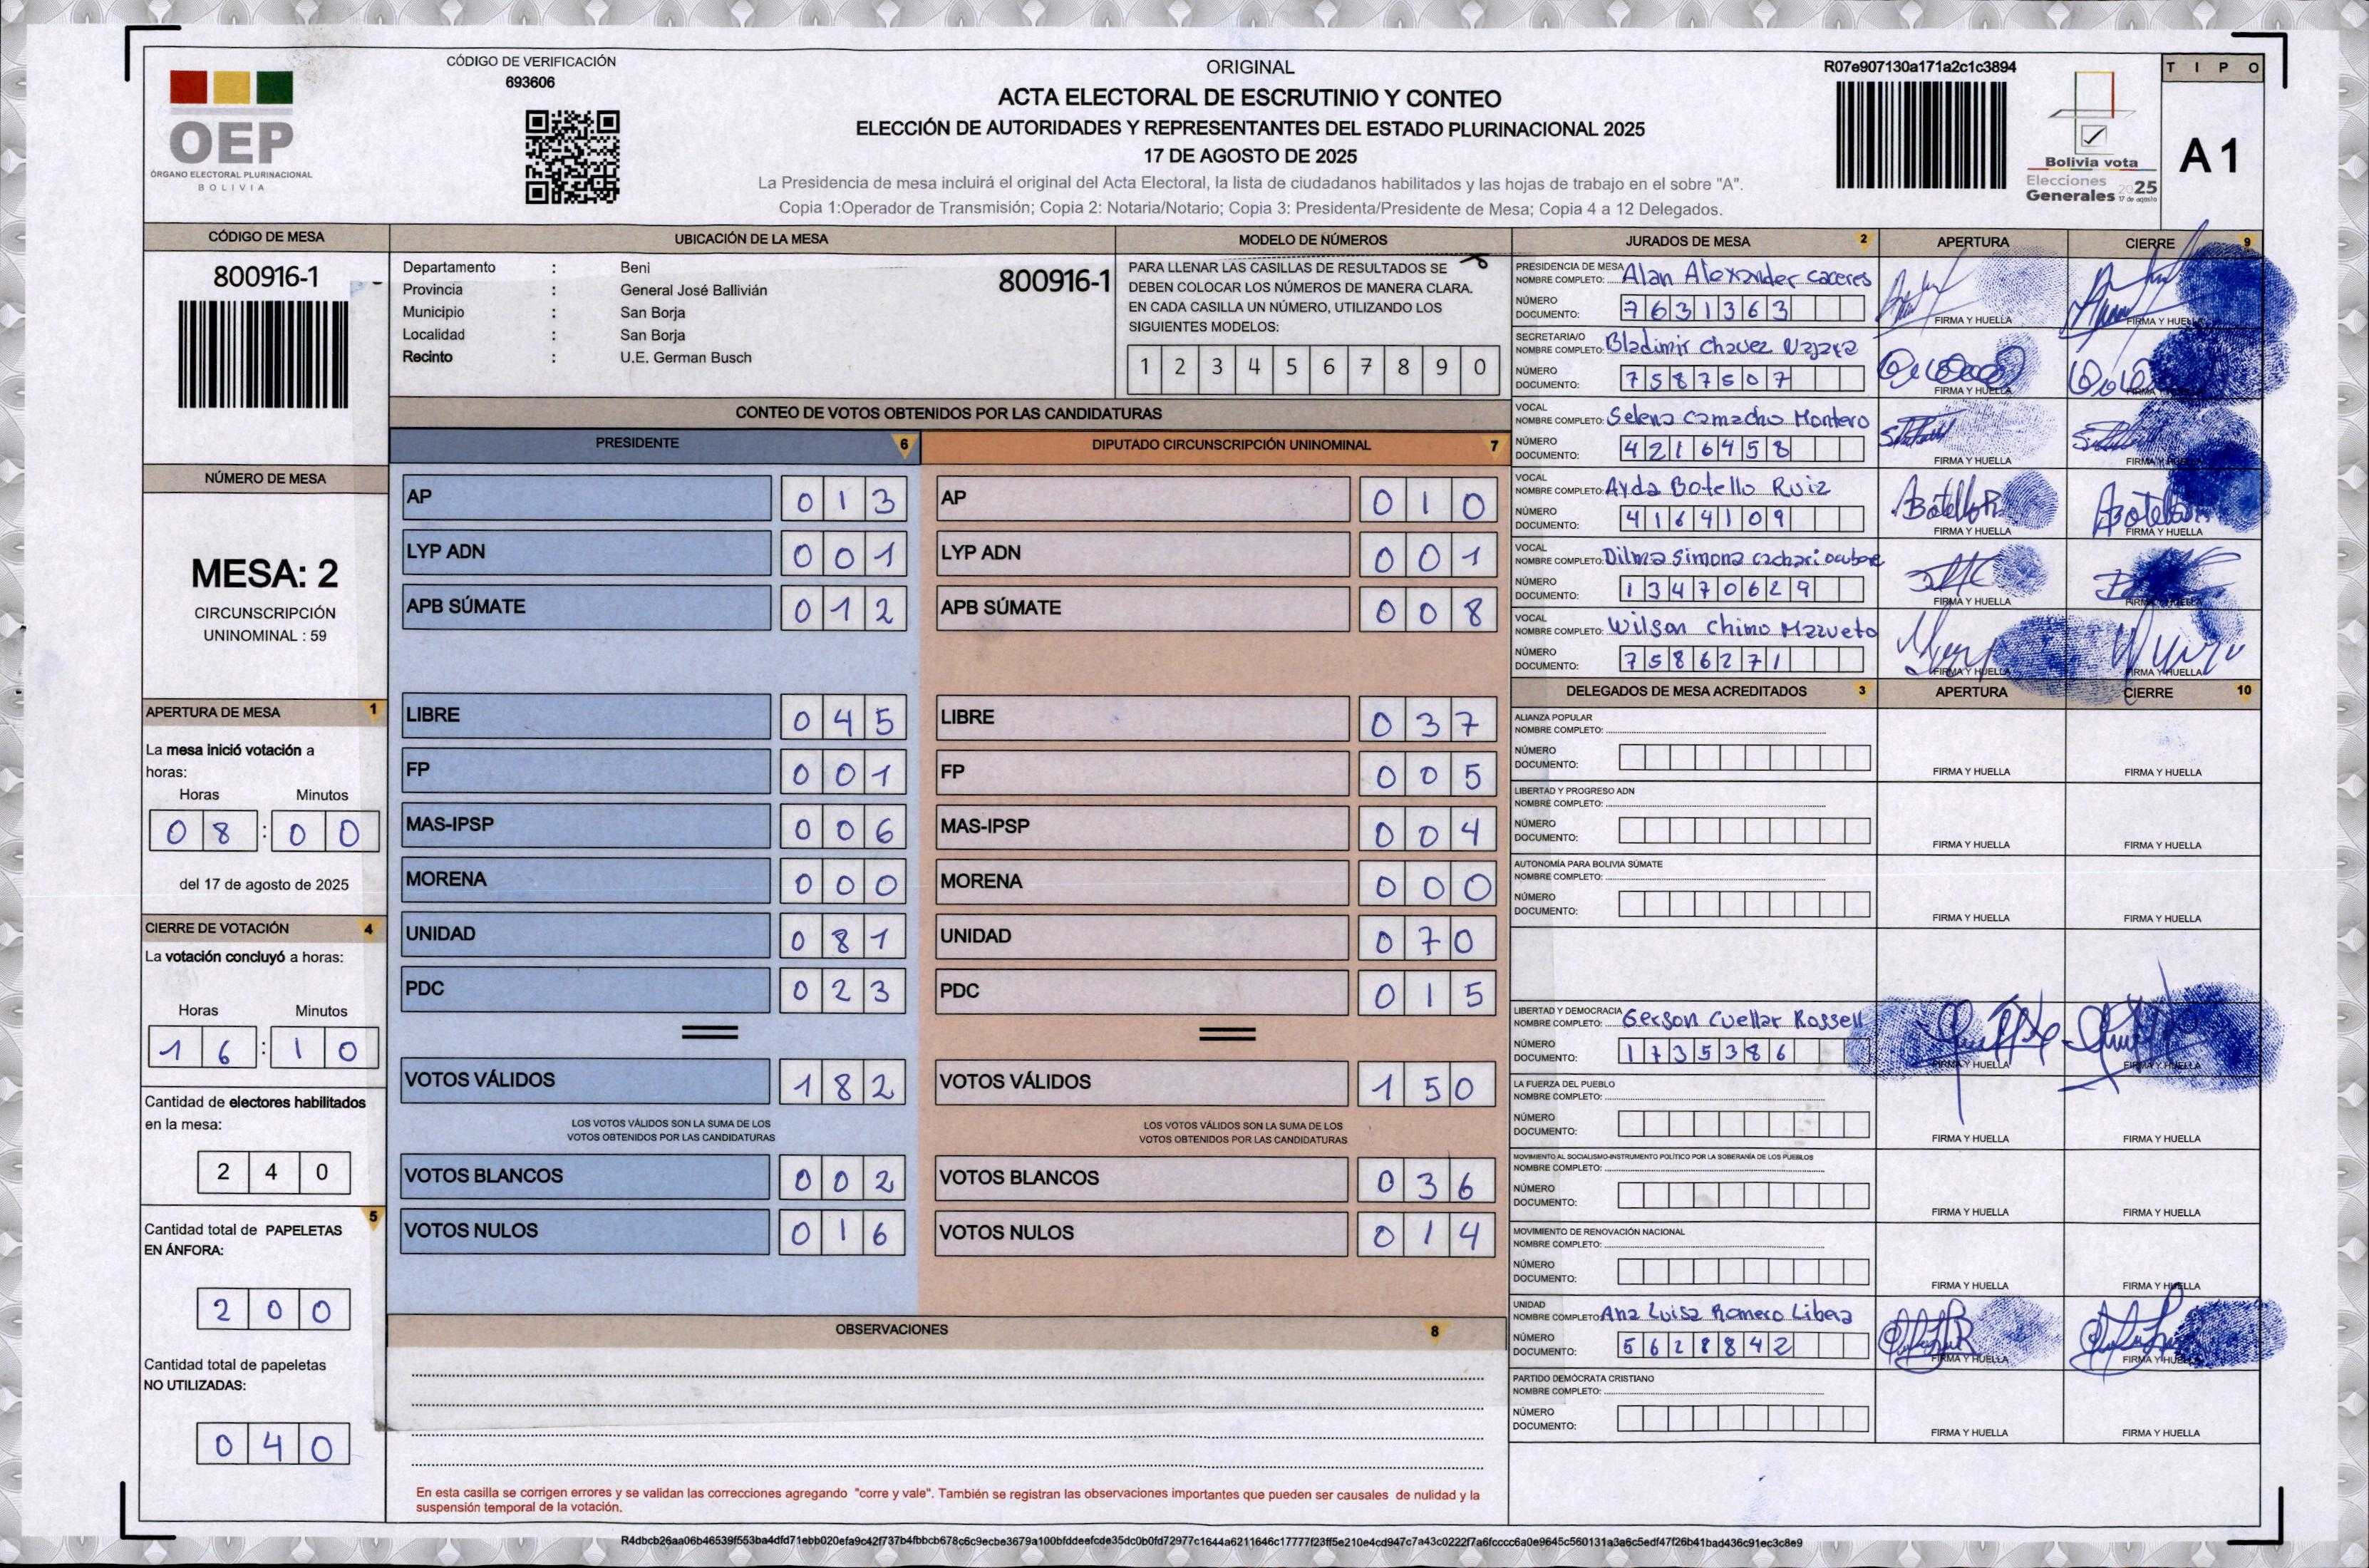 CÓDIGO DE VERIFICACIÓN
693606
OEP
ÓRGANO ELECTORAL PLURINACIONAL
BOLIVIA
ORIGINAL
ACTA ELECTORAL DE ESCRUTINIO Y CONTEO
ELECCIÓN DE AUTORIDADES Y REPRESENTANTES DEL ESTADO PLURINACIONAL 2025
17 DE AGOSTO DE 2025
La Presidencia de mesa incluirá el original del Acta Electoral, la lista de ciudadanos habilitados y las hojas de trabajo en el sobre "A".
Copia 1:Operador de Transmisión; Copia 2: Notaria/Notario; Copia 3: Presidenta/Presidente de Mesa; Copia 4 a 12 Delegados.
R07e907130a171a2c1c3894
Bolivia vota
Elecciones
Generales 2025
17 de agosto
TIPO
A1
CÓDIGO DE MESA
800916-1
NÚMERO DE MESA
MESA: 2
CIRCUNSCRIPCIÓN
UNINOMINAL : 59
APERTURA DE MESA 1
La mesa inició votación a
horas:
Horas Minutos
08:00
del 17 de agosto de 2025
CIERRE DE VOTACIÓN 4
La votación concluyó a horas:
Horas Minutos
16:10
Cantidad de electores habilitados
en la mesa:
240
5
Cantidad total de PAPELETAS
EN ÁNFORA:
200
Cantidad total de papeletas
NO UTILIZADAS:
040
UBICACIÓN DE LA MESA
Departamento : Beni
Provincia : General José Ballivián
Municipio : San Borja
Localidad : San Borja
Recinto : U.E. German Busch
800916-1
MODELO DE NÚMEROS
PARA LLENAR LAS CASILLAS DE RESULTADOS SE
DEBEN COLOCAR LOS NÚMEROS DE MANERA CLARA.
EN CADA CASILLA UN NÚMERO, UTILIZANDO LOS
SIGUIENTES MODELOS:
1 2 3 4 5 6 7 8 9 0
CONTEO DE VOTOS OBTENIDOS POR LAS CANDIDATURAS
PRESIDENTE 6
AP 013
LYP ADN 001
APB SÚMATE 012
LIBRE 045
FP 001
MAS-IPSP 006
MORENA 000
UNIDAD 081
PDC 023
VOTOS VÁLIDOS 182
LOS VOTOS VÁLIDOS SON LA SUMA DE LOS
VOTOS OBTENIDOS POR LAS CANDIDATURAS
VOTOS BLANCOS 002
VOTOS NULOS 016
DIPUTADO CIRCUNSCRIPCIÓN UNINOMINAL 7
AP 010
LYP ADN 001
APB SÚMATE 008
LIBRE 037
FP 005
MAS-IPSP 004
MORENA 000
UNIDAD 070
PDC 015
VOTOS VÁLIDOS 150
LOS VOTOS VÁLIDOS SON LA SUMA DE LOS
VOTOS OBTENIDOS POR LAS CANDIDATURAS
VOTOS BLANCOS 036
VOTOS NULOS 014
OBSERVACIONES 8
En esta casilla se corrigen errores y se validan las correcciones agregando "corre y vale". También se registran las observaciones importantes que pueden ser causales de nulidad y la
suspensión temporal de la votación.
JURADOS DE MESA 2 APERTURA CIERRE 9
PRESIDENCIA DE MESA
NOMBRE COMPLETO: Alan Alexander Caceres
NÚMERO
DOCUMENTO: 7631363
FIRMA Y HUELLA FIRMA Y HUELLA
SECRETARIA/O
NOMBRE COMPLETO: Bladimir Chavez Najaya
NÚMERO
DOCUMENTO: 7587507
FIRMA Y HUELLA
VOCAL
NOMBRE COMPLETO: Selena Camacho Montero
NÚMERO
DOCUMENTO: 4216458
FIRMA Y HUELLA
VOCAL
NOMBRE COMPLETO: Ayda Botello Ruiz
NÚMERO
DOCUMENTO: 4164109
FIRMA Y HUELLA FIRMA Y HUELLA
VOCAL
NOMBRE COMPLETO: Dilma Simona cachari
NÚMERO
DOCUMENTO: 13470629
FIRMA Y HUELLA
VOCAL
NOMBRE COMPLETO: Wilson Chimo
NÚMERO
DOCUMENTO: 7586271
FIRMA Y HUELLA FIRMA Y HUELLA
DELEGADOS DE MESA ACREDITADOS 3 APERTURA CIERRE 10
ALIANZA POPULAR
NOMBRE COMPLETO:
NÚMERO
DOCUMENTO:
FIRMA Y HUELLA FIRMA Y HUELLA
LIBERTAD Y PROGRESO ADN
NOMBRE COMPLETO:
NÚMERO
DOCUMENTO:
FIRMA Y HUELLA FIRMA Y HUELLA
AUTONOMÍA PARA BOLIVIA SÚMATE
NOMBRE COMPLETO:
NÚMERO
DOCUMENTO:
FIRMA Y HUELLA FIRMA Y HUELLA
LIBERTAD Y DEMOCRACIA
NOMBRE COMPLETO: Gerson Cuellar Rossell
NÚMERO
DOCUMENTO: 1735386
FIRMA Y HUELLA FIRMA Y HUELLA
LA FUERZA DEL PUEBLO
NOMBRE COMPLETO:
NÚMERO
DOCUMENTO:
FIRMA Y HUELLA FIRMA Y HUELLA
MOVIMIENTO AL SOCIALISMO-INSTRUMENTO POLÍTICO POR LA SOBERANÍA DE LOS PUEBLOS
NOMBRE COMPLETO:
NÚMERO
DOCUMENTO:
FIRMA Y HUELLA FIRMA Y HUELLA
MOVIMIENTO DE RENOVACIÓN NACIONAL
NOMBRE COMPLETO:
NÚMERO
DOCUMENTO:
FIRMA Y HUELLA FIRMA Y HUELLA
UNIDAD
NOMBRE COMPLETO: Ana Luisa Romero Libera
NÚMERO
DOCUMENTO: 5628842
FIRMA Y HUELLA FIRMA Y HUELLA
PARTIDO DEMÓCRATA CRISTIANO
NOMBRE COMPLETO:
NÚMERO
DOCUMENTO:
FIRMA Y HUELLA FIRMA Y HUELLA